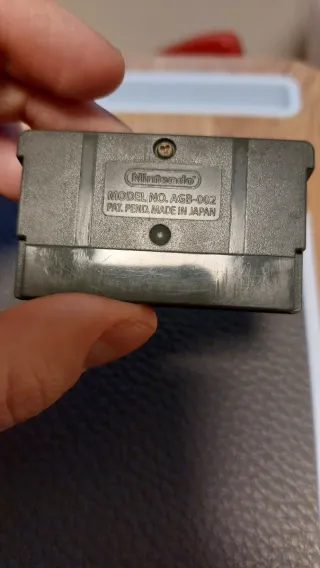 Nintendo
MODEL NO. AGB-002
PAT. PEND. MADE IN JAPAN